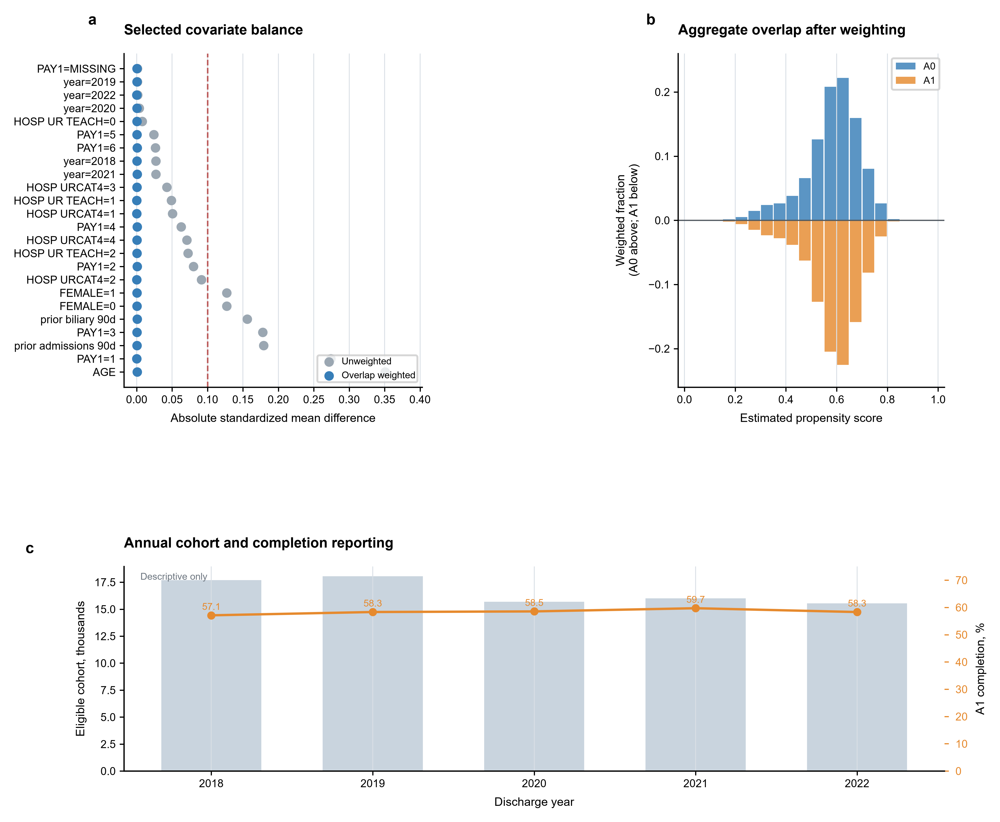 a
Selected covariate balance
PAY1=MISSING
year=2019
year=2022
year=2020
HOSP UR TEACH=0
PAY1=5
PAY1=6
year=2018
year=2021
HOSP URCAT4=3
HOSP UR TEACH=1
HOSP URCAT4=1
PAY1=4
HOSP URCAT4=4
HOSP UR TEACH=2
PAY1=2
HOSP URCAT4=2
FEMALE=1
FEMALE=0
prior biliary 90d
PAY1=3
prior admissions 90d
PAY1=1
AGE
Unweighted
Overlap weighted
0.00 0.05 0.10 0.15 0.20 0.25 0.30 0.35 0.40
Absolute standardized mean difference
b
Aggregate overlap after weighting
A0
A1
0.2
0.1
0.0
−0.1
−0.2
Weighted fraction
(A0 above; A1 below)
0.0 0.2 0.4 0.6 0.8 1.0
Estimated propensity score
c
Annual cohort and completion reporting
Descriptive only
17.5
15.0
12.5
10.0
7.5
5.0
2.5
0.0
Eligible cohort, thousands
57.1 58.3 58.5 59.7 58.3
70
60
50
40
30
20
10
0
A1 completion, %
2018 2019 2020 2021 2022
Discharge year